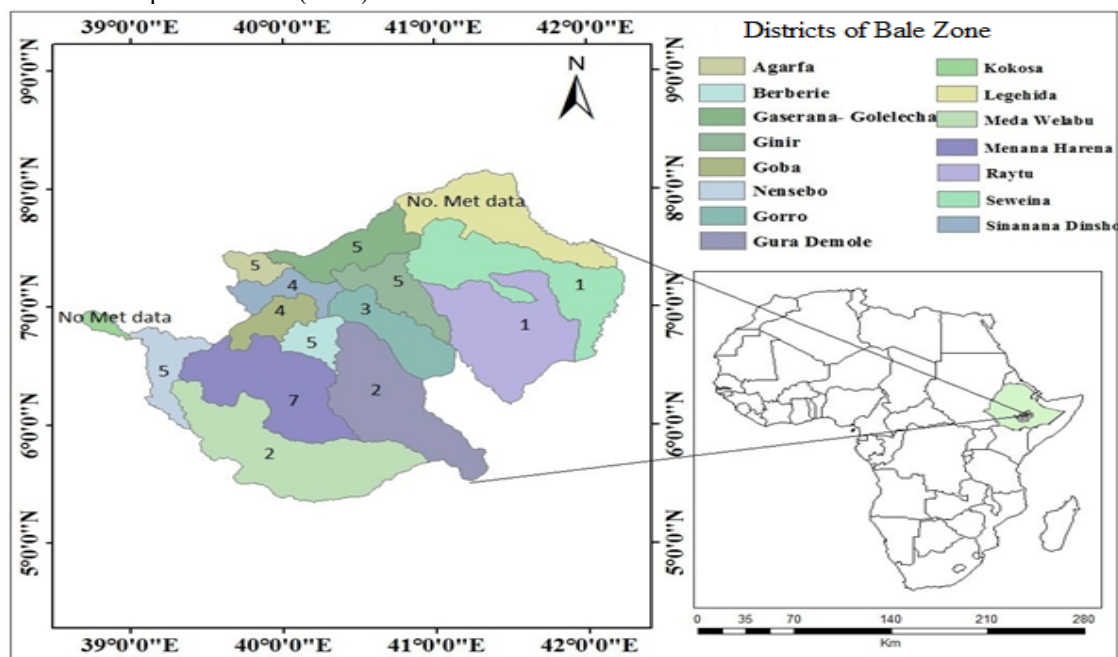 39°0'0"E 40°0'0"E 41°0'0"E 42°0'0"E
Districts of Bale Zone
Agarfa
Berberie
Gaserana- Golelecha
Ginir
Goba
Nensebo
Gorro
Gura Demole
Kokosa
Legehida
Meda Welabu
Menana Harena
Raytu
Seweina
Sinanana Dinsho
N
9°0'0"N 9°0'0"N
8°0'0"N 8°0'0"N
7°0'0"N 7°0'0"N
6°0'0"N 6°0'0"N
5°0'0"N 5°0'0"N
No. Met data
5
5
5
4
1
No Met data
4
3
1
5
5
7
2
2
0 35 70 140 210 280
Km
39°0'0"E 40°0'0"E 41°0'0"E 42°0'0"E